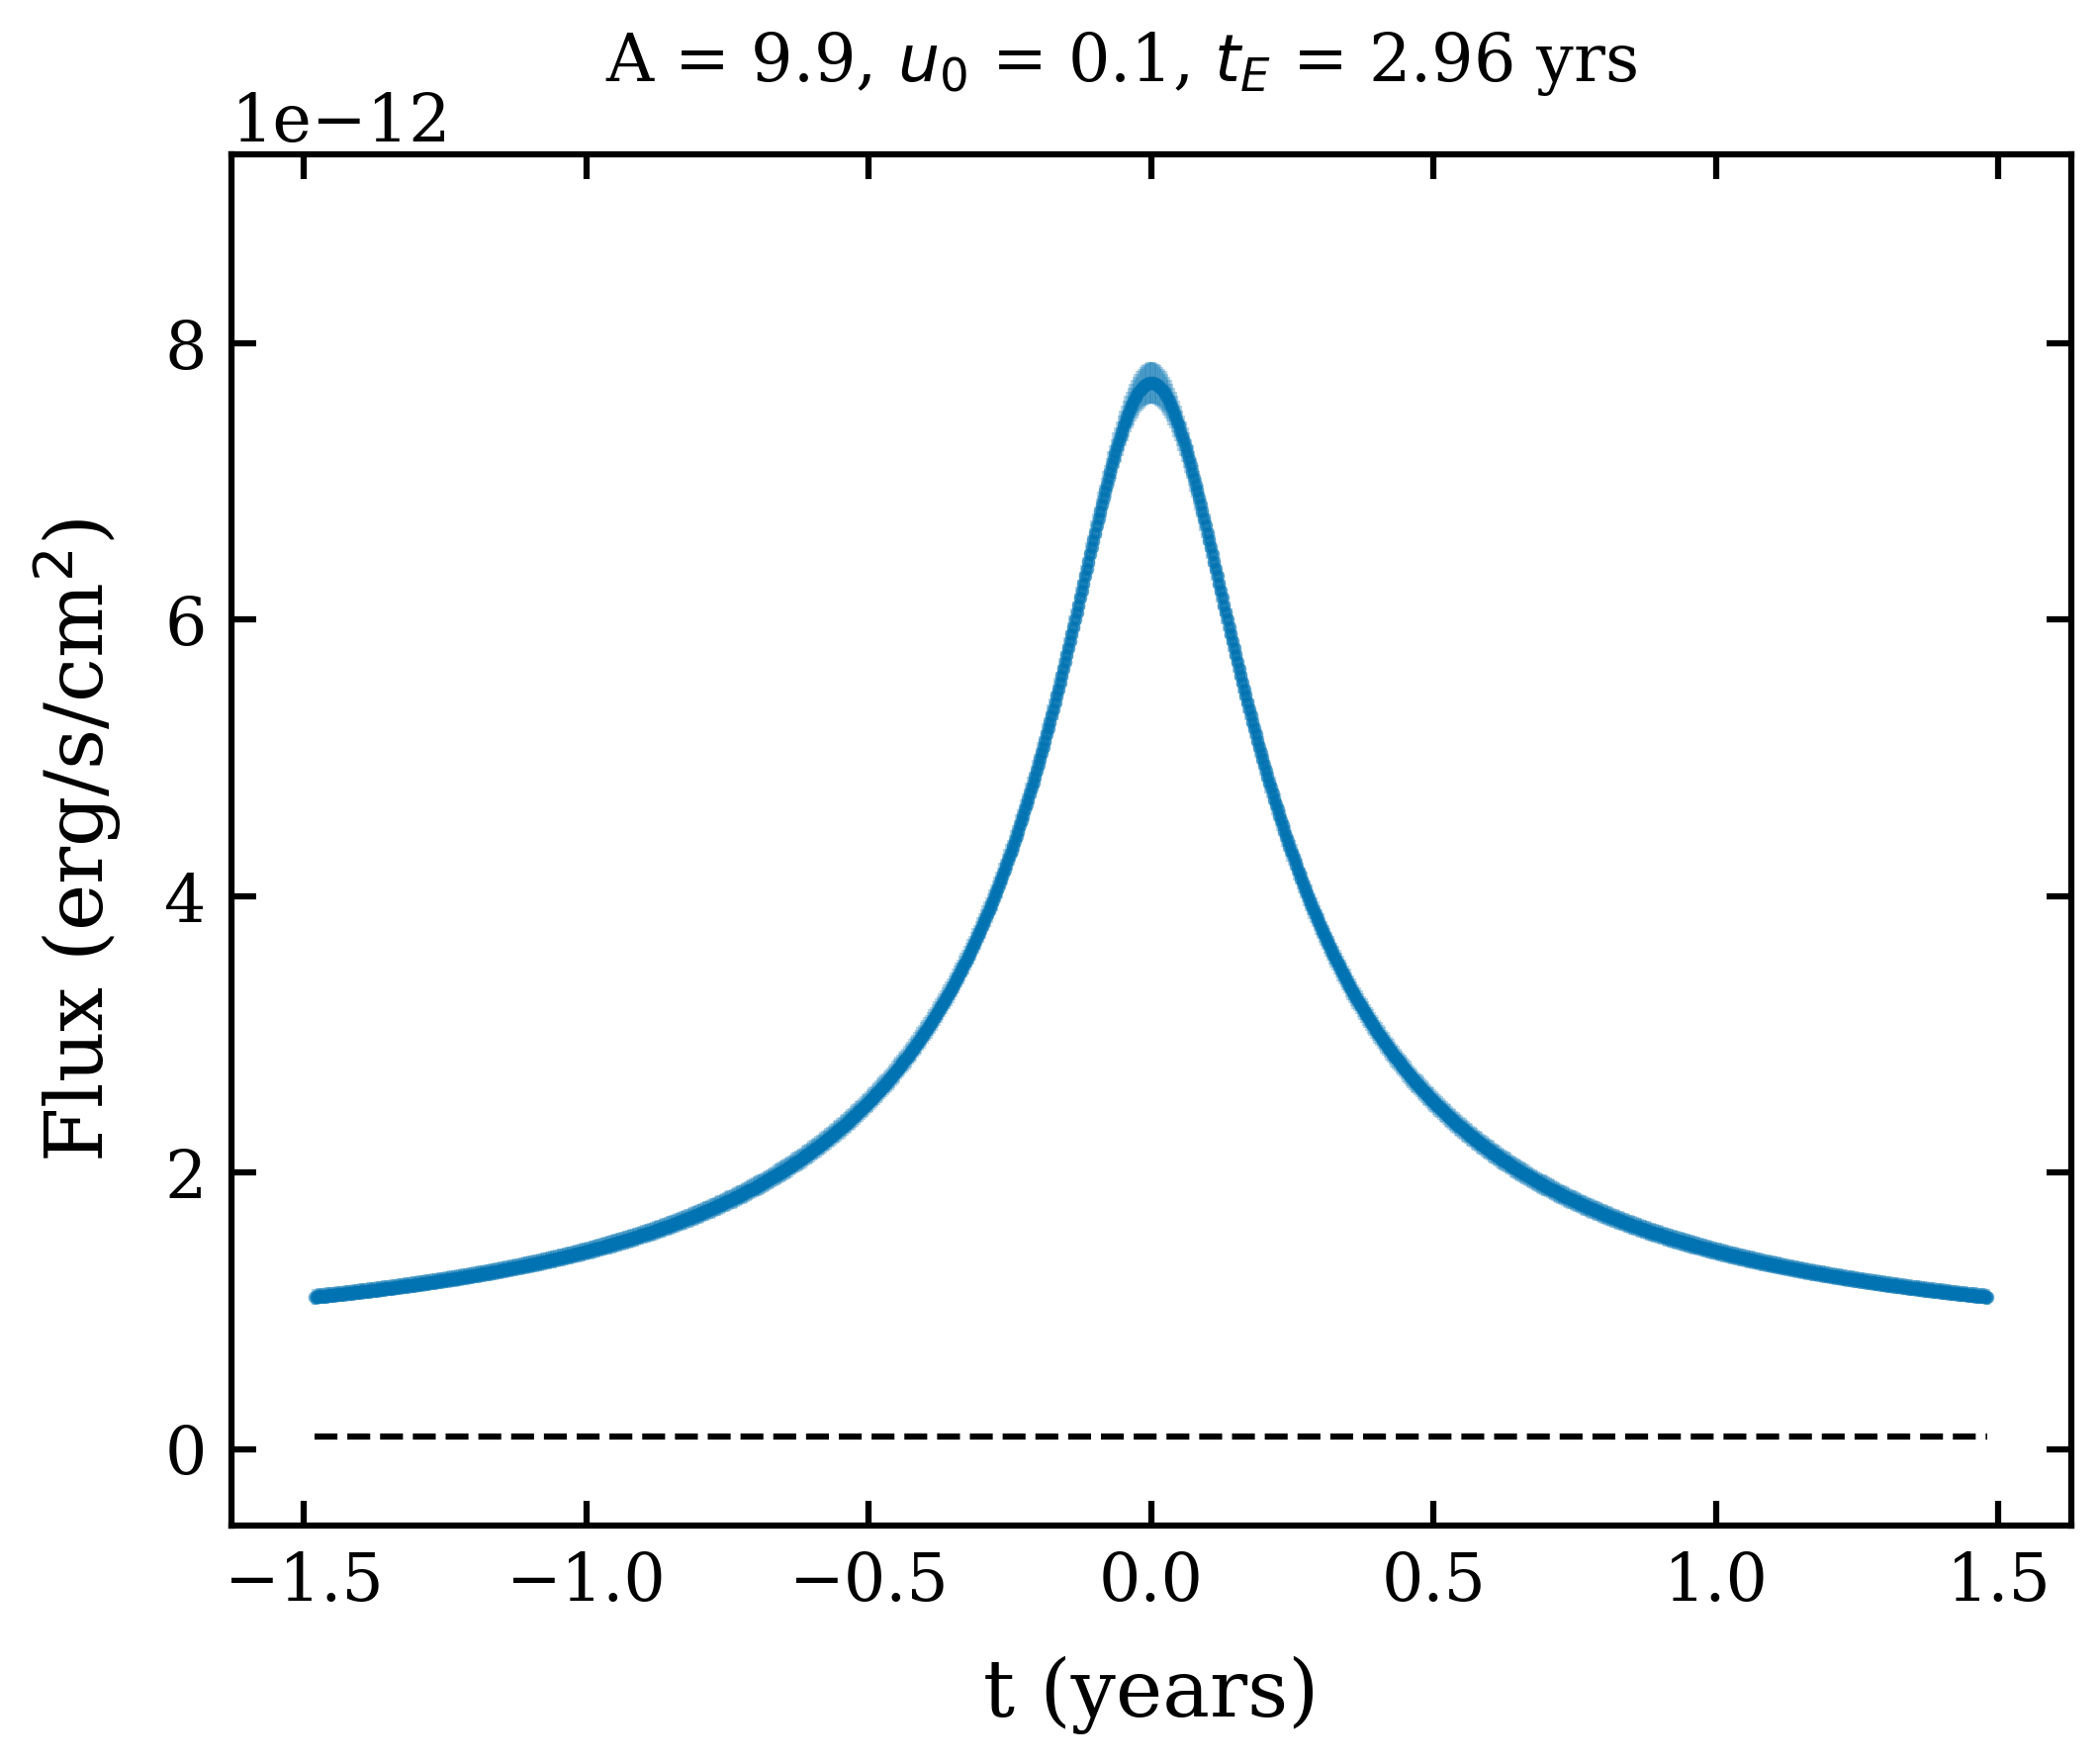 A = 9.9, u₀ = 0.1, t_E = 2.96 yrs
1e−12
8
6
4
2
0
Flux (erg/s/cm²)
−1.5 −1.0 −0.5 0.0 0.5 1.0 1.5
t (years)